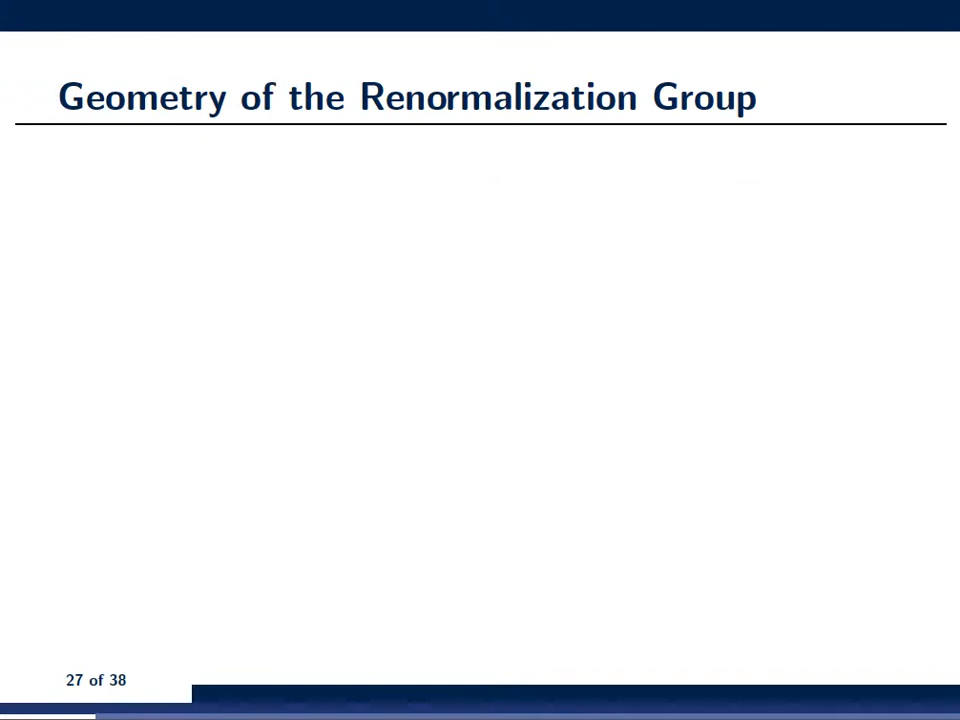 Geometry of the Renormalization Group
27 of 38